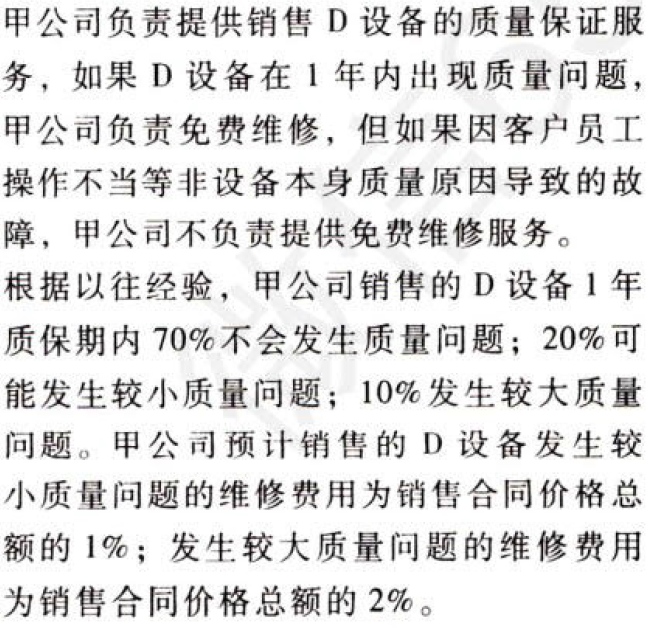 甲公司负责提供销售 D 设备的质量保证服
务，如果 D 设备在 1 年内出现质量问题，
甲公司负责免费维修，但如果因客户员工
操作不当等非设备本身质量原因导致的故
障，甲公司不负责提供免费维修服务。
根据以往经验，甲公司销售的 D 设备 1 年
质保期内 70% 不会发生质量问题；20% 可
能发生较小质量问题；10% 发生较大质量
问题。甲公司预计销售的 D 设备发生较
小质量问题的维修费用为销售合同价格总
额的 1%；发生较大质量问题的维修费用
为销售合同价格总额的 2%。